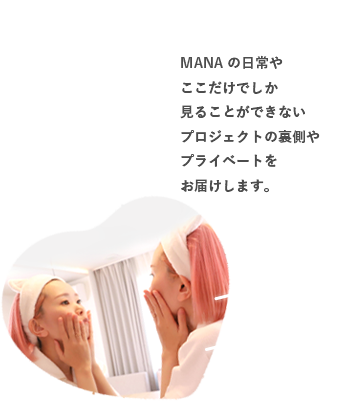 MANA の日常や
ここだけでしか
見ることができない
プロジェクトの裏側や
プライベートを
お届けします。